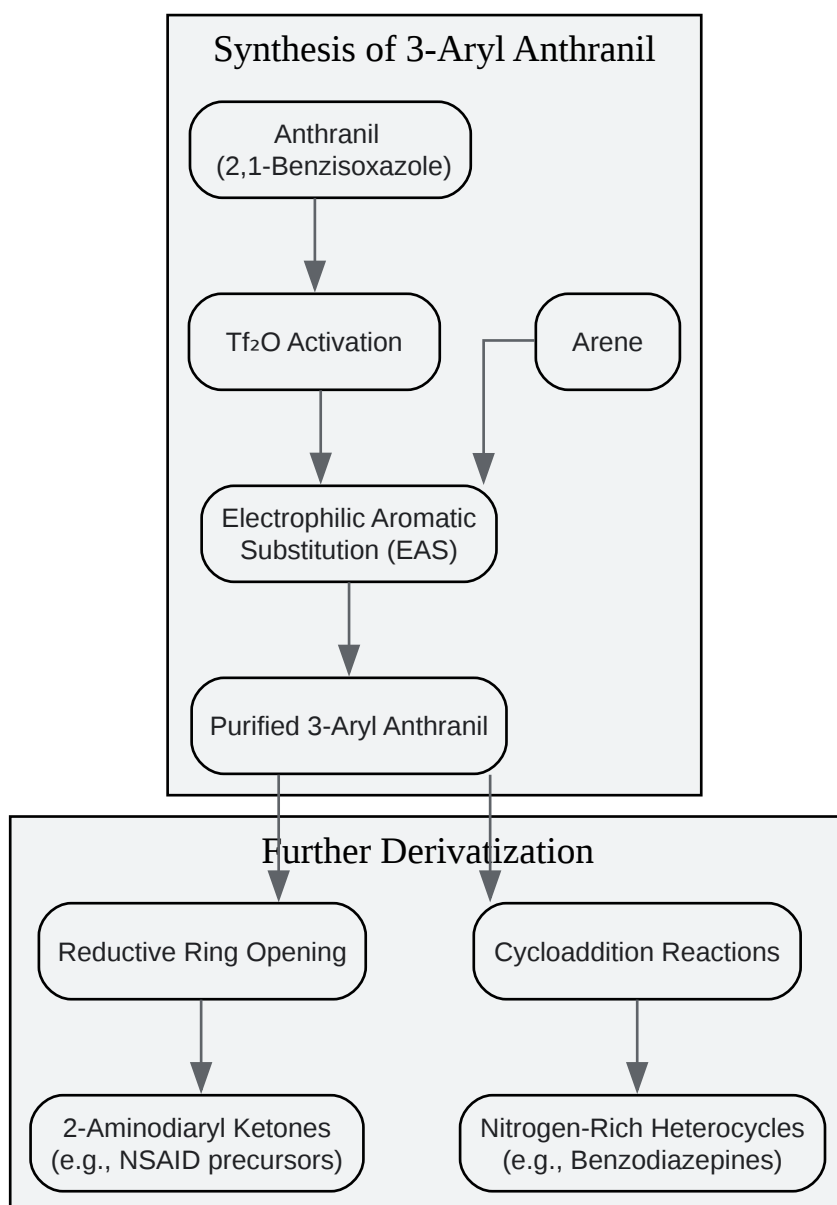 Synthesis of 3-Aryl Anthranil
Anthranil
(2,1-Benzisoxazole)
Tf₂O Activation
Arene
Electrophilic Aromatic
Substitution (EAS)
Purified 3-Aryl Anthranil
Further Derivatization
Reductive Ring Opening
Cycloaddition Reactions
2-Aminodiaryl Ketones
(e.g., NSAID precursors)
Nitrogen-Rich Heterocycles
(e.g., Benzodiazepines)